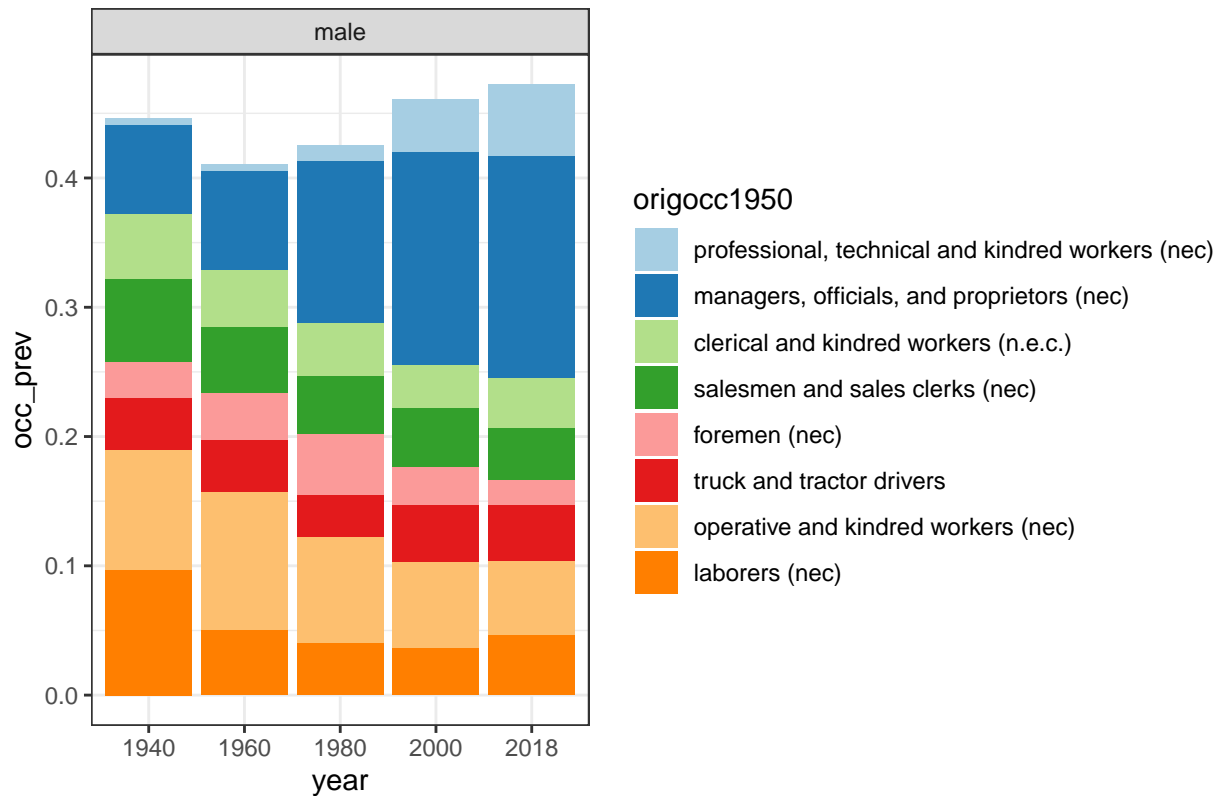 male
occ_prev
0.4
0.3
0.2
0.1
0.0
1940
1960
1980
2000
2018
year
origocc1950
professional, technical and kindred workers (nec)
managers, officials, and proprietors (nec)
clerical and kindred workers (n.e.c.)
salesmen and sales clerks (nec)
foremen (nec)
truck and tractor drivers
operative and kindred workers (nec)
laborers (nec)